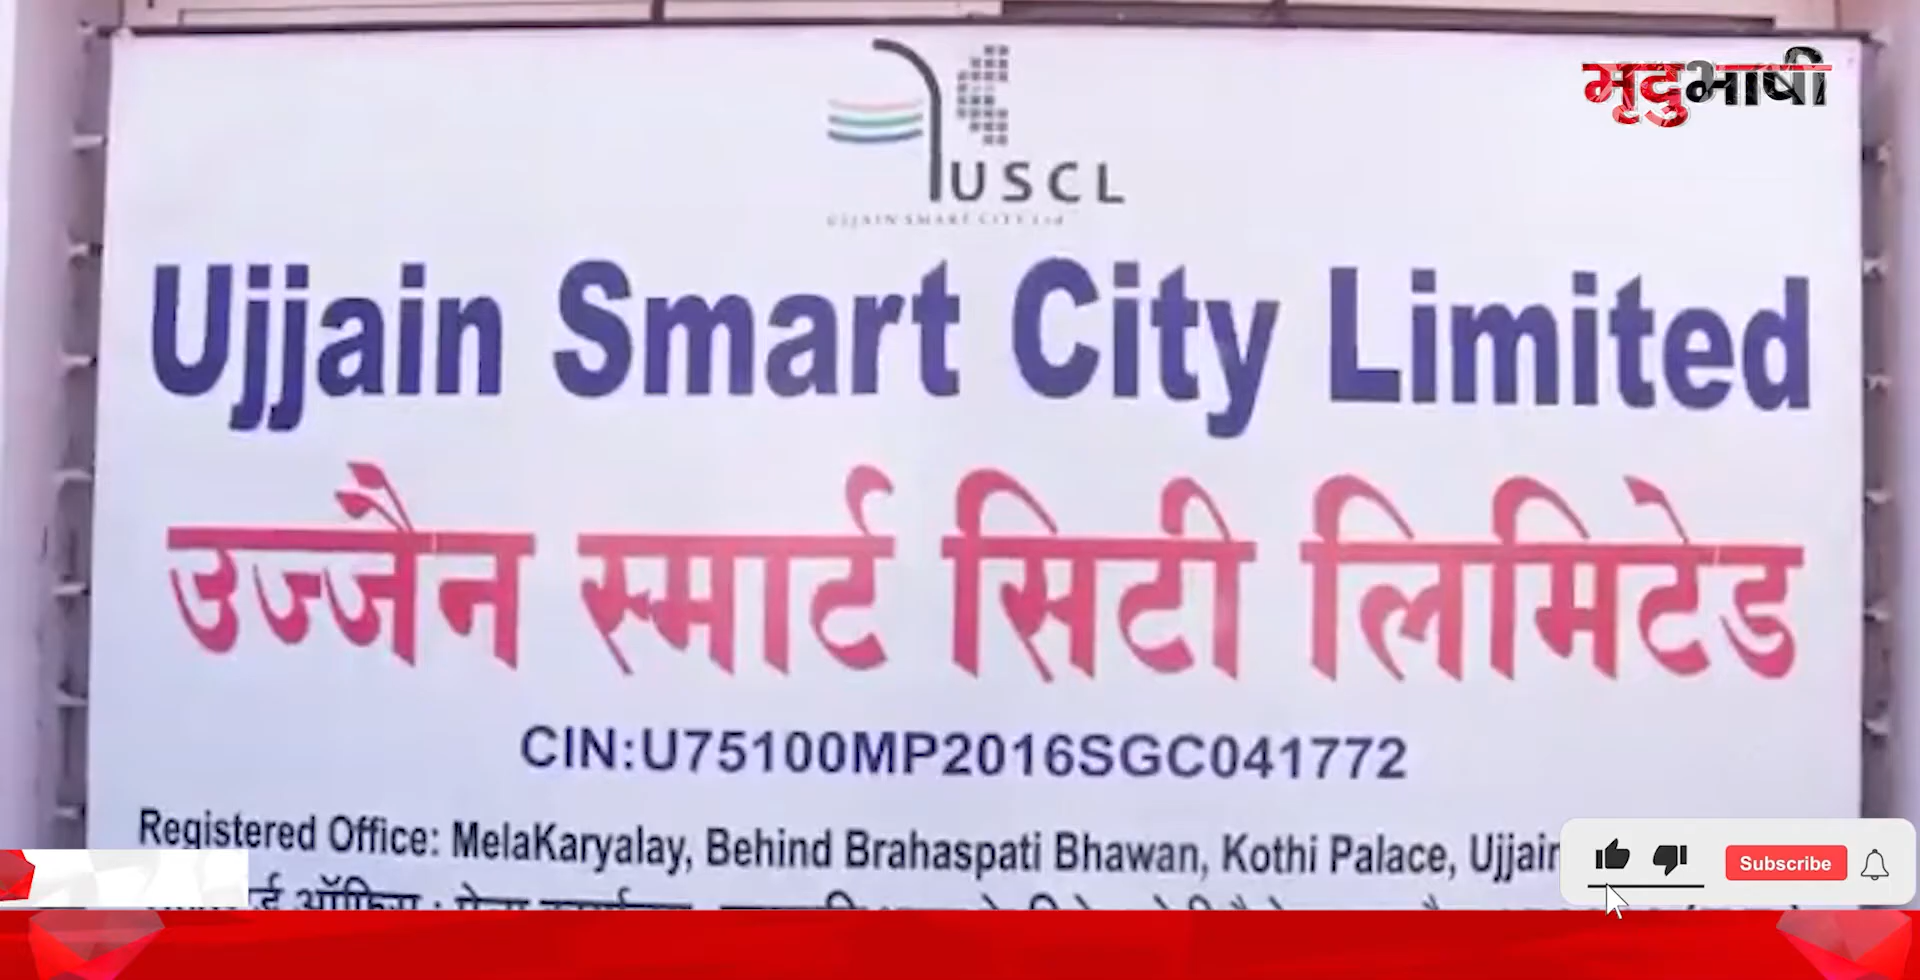 मृदुभाषी
USCL
UJJAIN SMART CITY Ltd
Ujjain Smart City Limited
उज्जैन स्मार्ट सिटी लिमिटेड
CIN:U75100MP2016SGC041772
Registered Office: MelaKaryalay, Behind Brahaspati Bhawan, Kothi Palace,
Subscribe